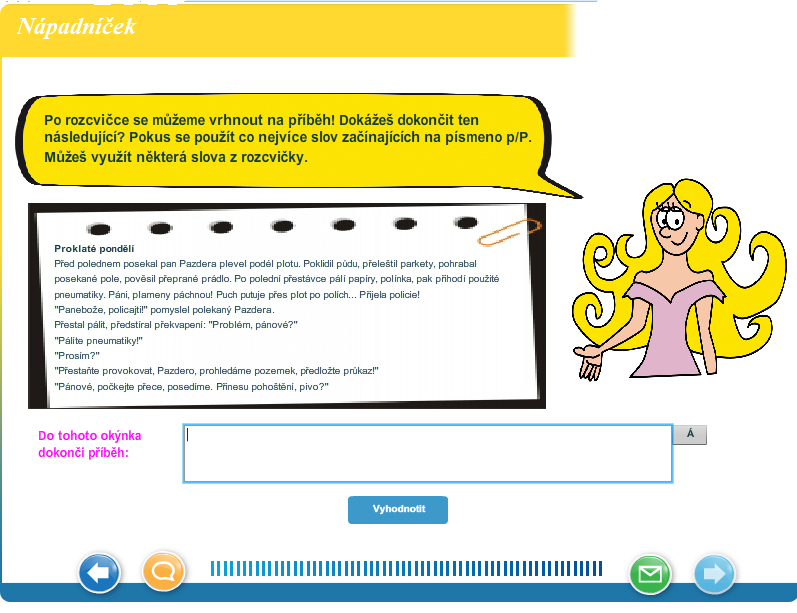 Nápadníček
Po rozcvičce se můžeme vrhnout na příběh! Dokážeš dokončit ten
následující? Pokus se použít co nejvíce slov začínajících na písmeno p/P.
Můžeš využít některá slova z rozcvičky.
Proklaté pondělí
Před polednem posekal pan Pazdera plevel podél plotu. Poklidil půdu, přeleštil parkety, pohrabal
posekané pole, pověsil přeprané prádlo. Po polední přestávce pálí papíry, polínka, pak přihodí použité
pneumatiky. Páni, plameny páchnou! Puch putuje přes plot po polích... Přijela policie!
"Panebože, policajti!" pomyslel polekaný Pazdera.
Přestal pálit, předstíral překvapení: "Problém, pánové?"
"Pálíte pneumatiky!"
"Prosím?"
"Přestaňte provokovat, Pazdero, prohledáme pozemek, předložte průkaz!"
"Pánové, počkejte přece, posedíme. Přinesu pohoštění, pivo?"
Do tohoto okýnka
dokonči příběh:
Á
Vyhodnotit